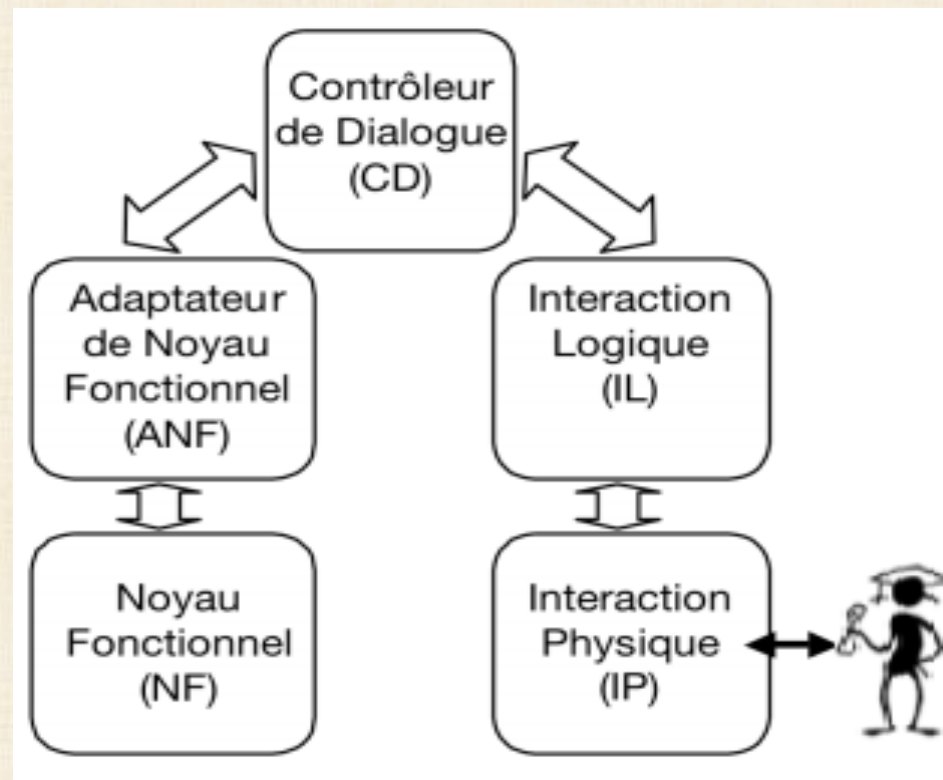 Contrôleur
de Dialogue
(CD)
Adaptateur
de Noyau
Fonctionnel
(ANF)
Interaction
Logique
(IL)
Noyau
Fonctionnel
(NF)
Interaction
Physique
(IP)